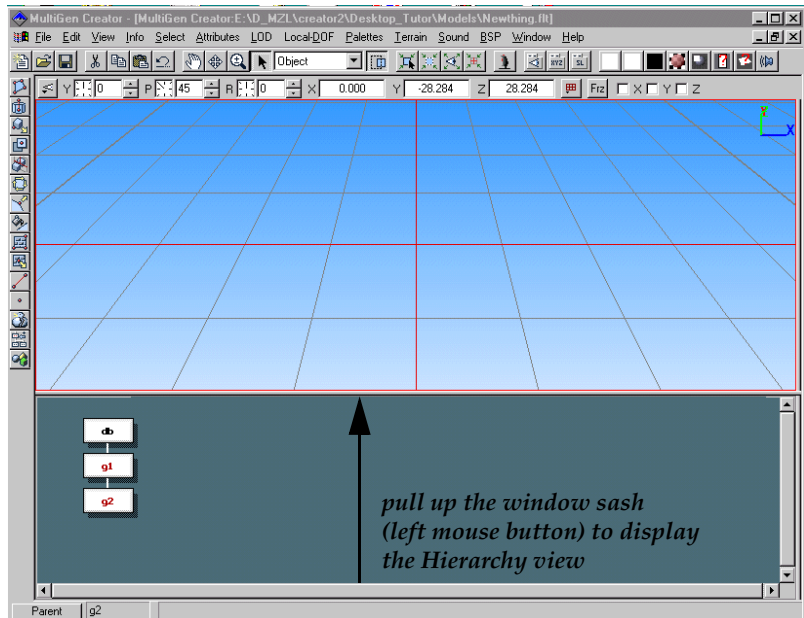 MultiGen Creator - [MultiGen Creator:E:\D_MZL\creator2\Desktop_Tutor\Models\Newthing.flt]
File Edit View Info Select Attributes LOD Local-DOF Palettes Terrain Sound BSP Window Help
Object XYZ SL
Y 0 P 45 R 0 X 0.000 Y -28.284 Z 28.284 Frz X Y Z
Y
X
db
g1
g2
pull up the window sash
(left mouse button) to display
the Hierarchy view
Parent g2